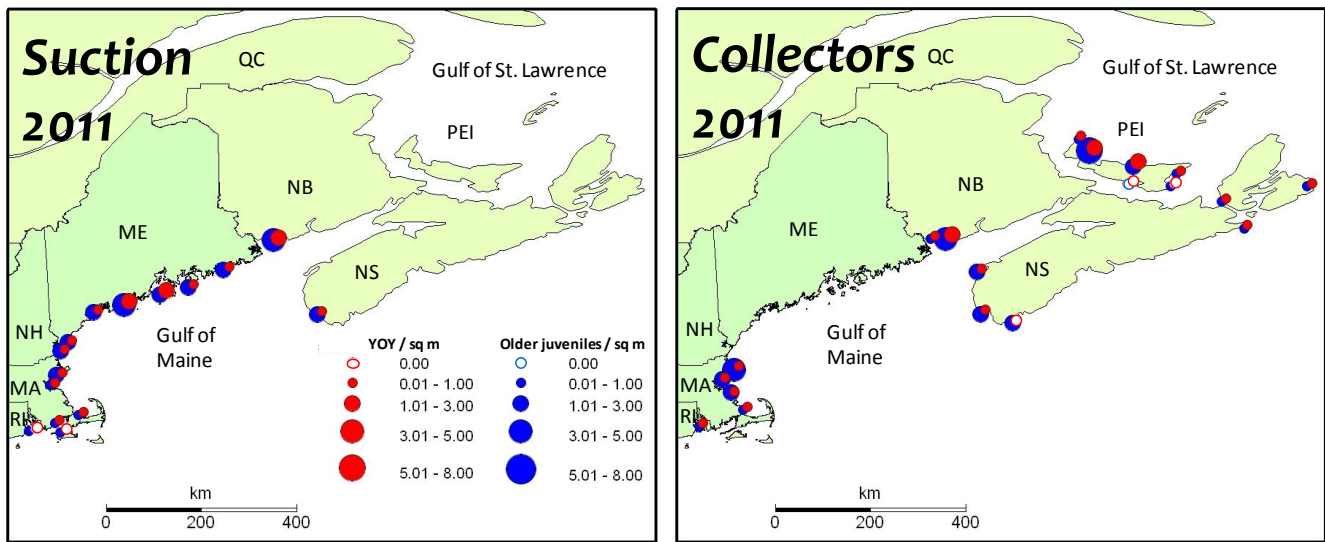 Suction
2011
QC
Gulf of St. Lawrence
PEI
NB
ME
NS
NH
Gulf of
Maine
MA
RI
YOY / sq m Older juveniles / sq m
0.00 0.00
0.01 - 1.00 0.01 - 1.00
1.01 - 3.00 1.01 - 3.00
3.01 - 5.00 3.01 - 5.00
5.01 - 8.00 5.01 - 8.00
km
0 200 400
Collectors
2011
QC
Gulf of St. Lawrence
PEI
NB
ME
NS
NH
Gulf of
Maine
MA
RI
km
0 200 400